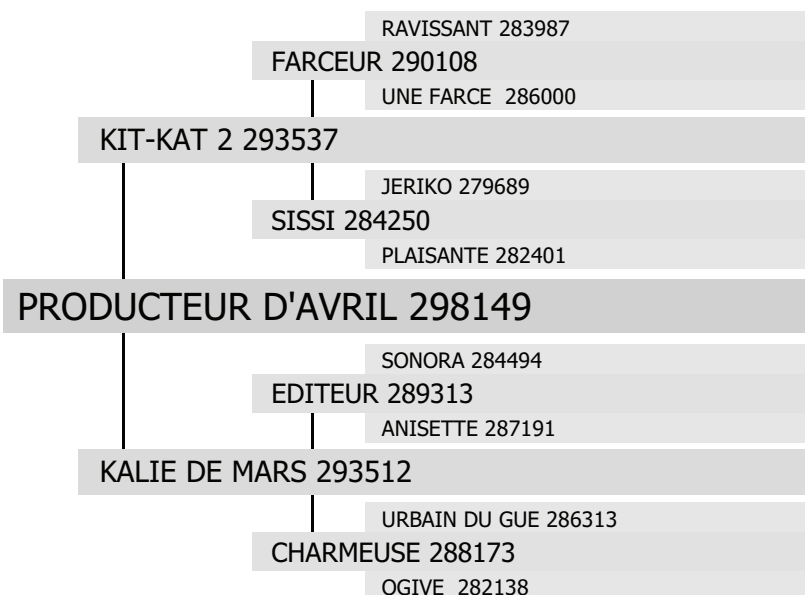 RAVISSANT 283987
FARCEUR 290108
UNE FARCE 286000
KIT-KAT 2 293537
JERIKO 279689
SISSI 284250
PLAISANTE 282401
PRODUCTEUR D'AVRIL 298149
SONORA 284494
EDITEUR 289313
ANISETTE 287191
KALIE DE MARS 293512
URBAIN DU GUE 286313
CHARMEUSE 288173
OGIVE 282138